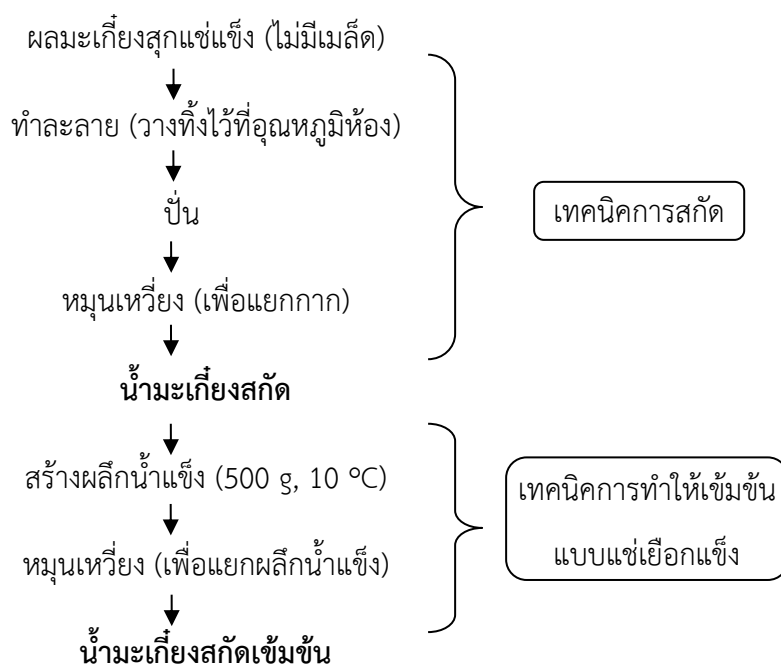 ผลมะเกี๋ยงสุกแช่แข็ง (ไม่มีเมล็ด)
ทำละลาย (วางทิ้งไว้ที่อุณหภูมิห้อง)
ปั่น
หมุนเหวี่ยง (เพื่อแยกกาก)
น้ำมะเกี๋ยงสกัด
เทคนิคการสกัด
สร้างผลึกน้ำแข็ง (500 g, 10 °C)
หมุนเหวี่ยง (เพื่อแยกผลึกน้ำแข็ง)
น้ำมะเกี๋ยงสกัดเข้มข้น
เทคนิคการทำให้เข้มข้น
แบบแช่เยือกแข็ง